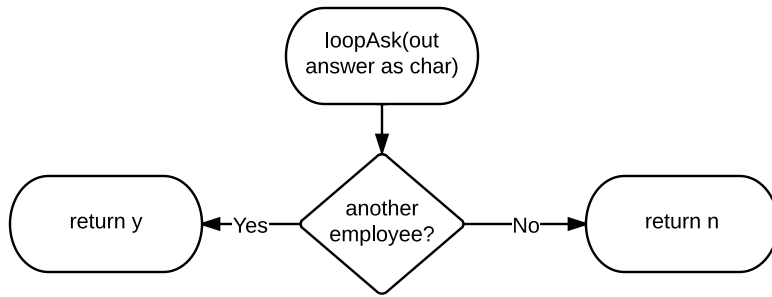 loopAsk(out
answer as char)
another
employee?
return y
Yes
No
return n